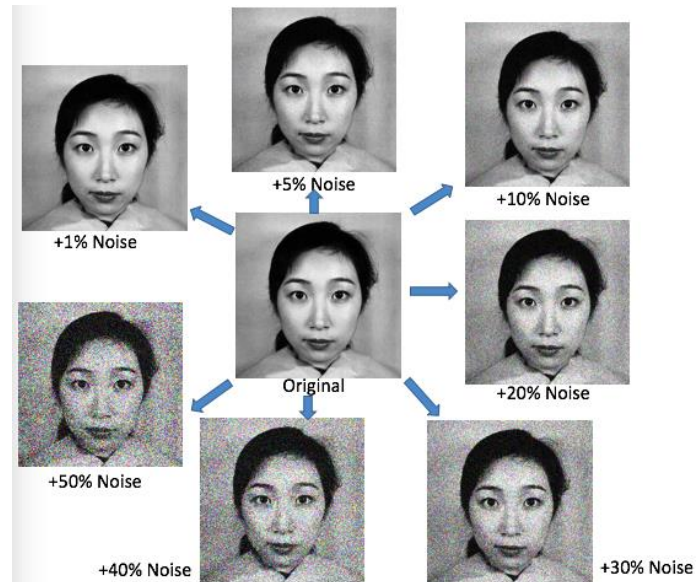 +5% Noise
+10% Noise
+1% Noise
Original
+20% Noise
+50% Noise
+40% Noise
+30% Noise